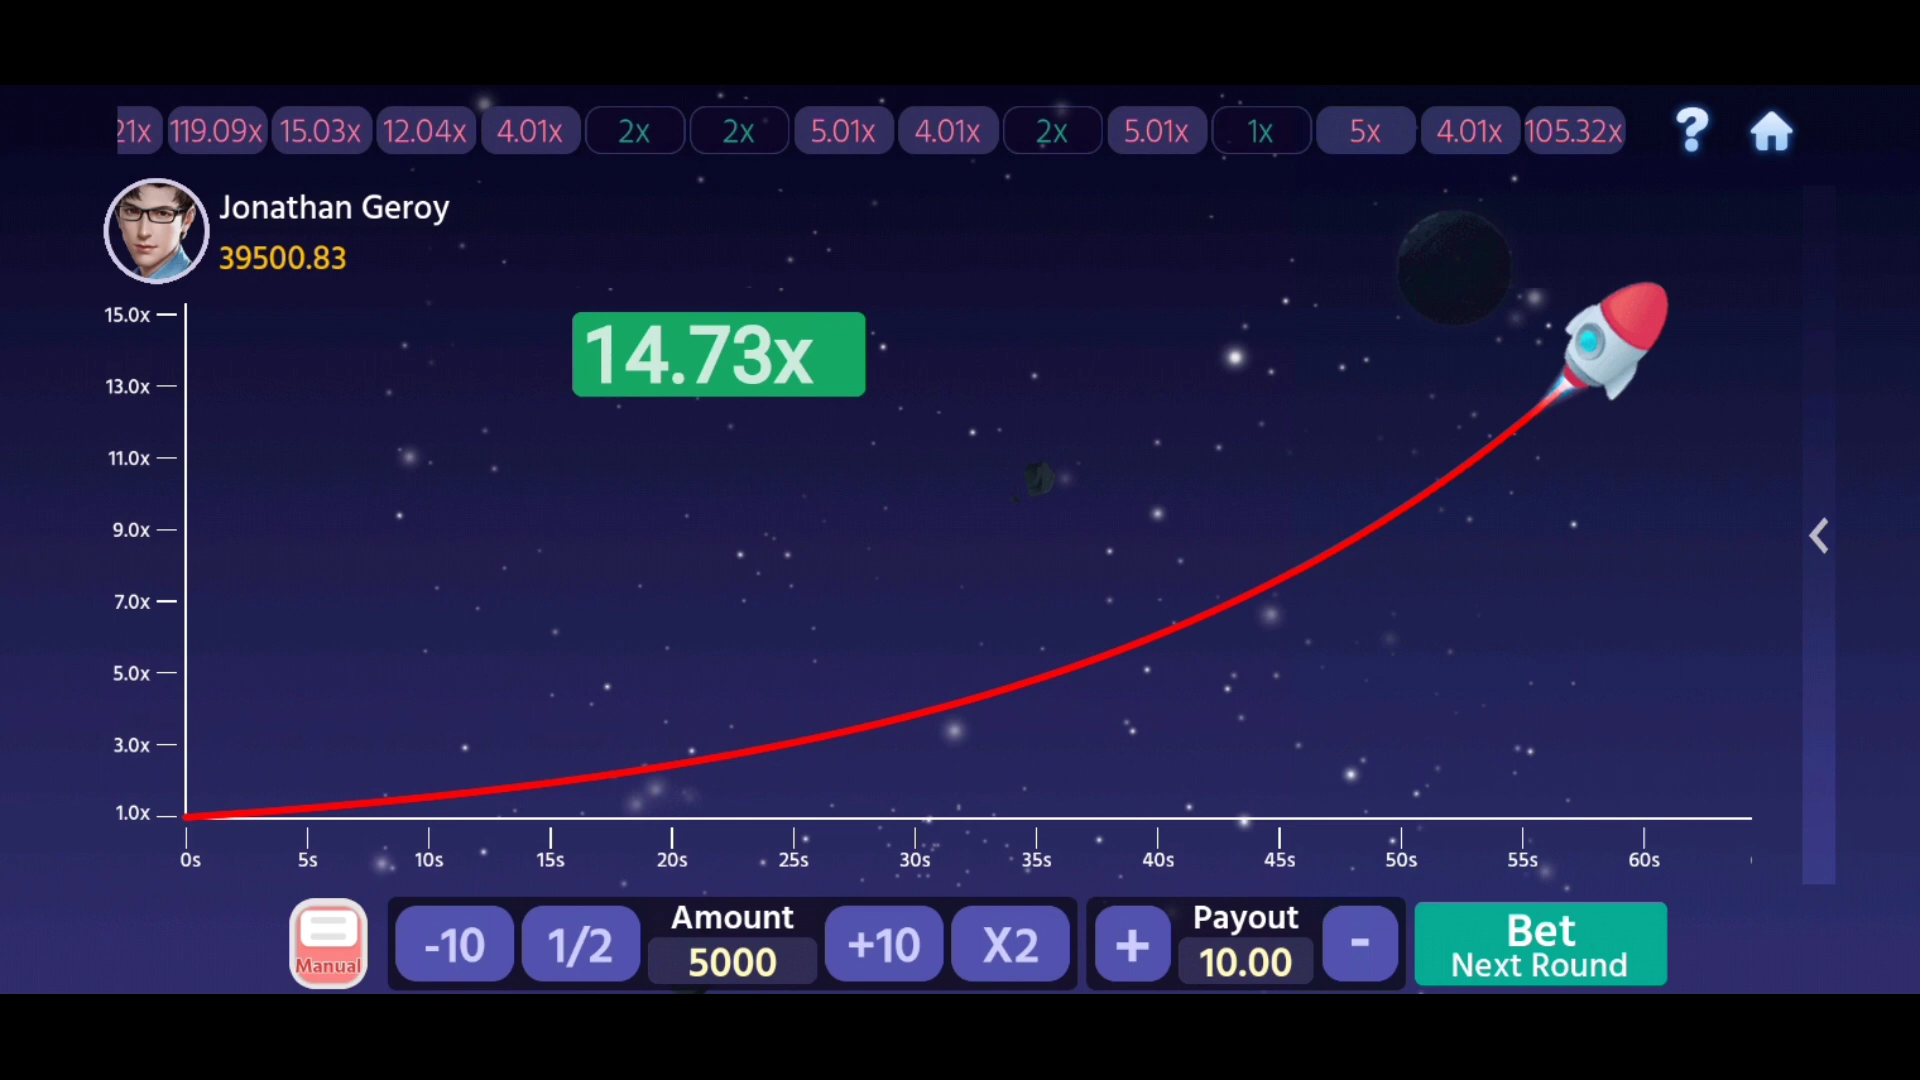 21x 119.09x 15.03x 12.04x 4.01x 2x 2x 5.01x 4.01x 2x 5.01x 1x 5x 4.01x 105.32x ?
Jonathan Geroy
39500.83
14.73x
15.0x
13.0x
11.0x
9.0x
7.0x
5.0x
3.0x
1.0x
0s 5s 10s 15s 20s 25s 30s 35s 40s 45s 50s 55s 60s
Manual
-10 1/2
Amount
5000
+10 X2
+
Payout
10.00
-
Bet
Next Round